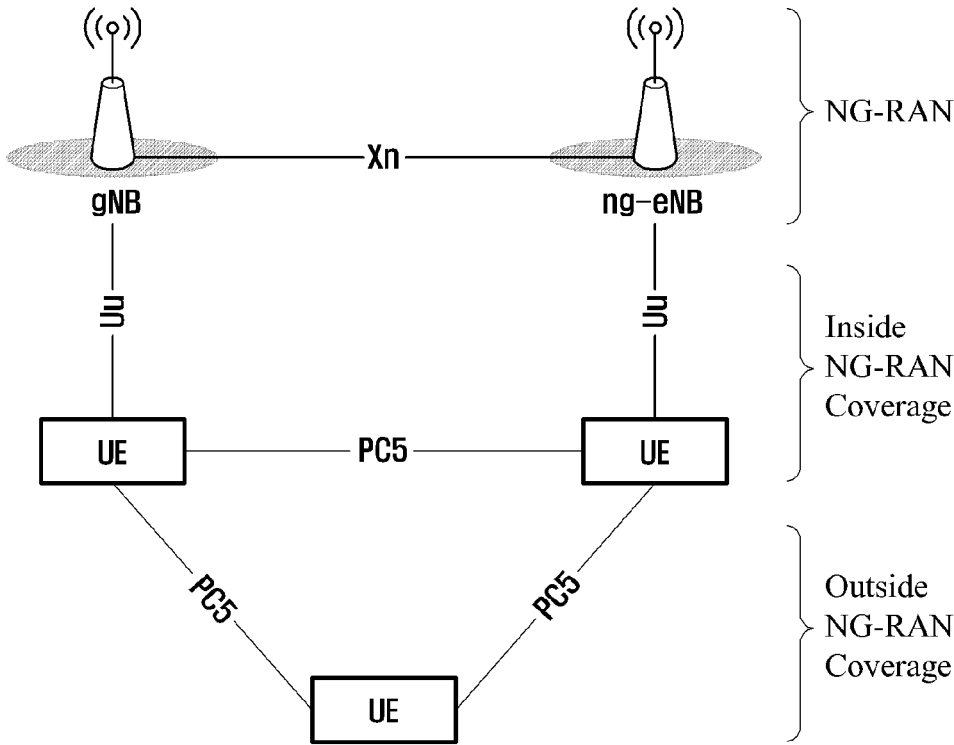 NG-RAN
Xn
gNB
ng-eNB
Uu
Uu
Inside
NG-RAN
Coverage
UE
PC5
UE
PC5
PC5
Outside
NG-RAN
Coverage
UE